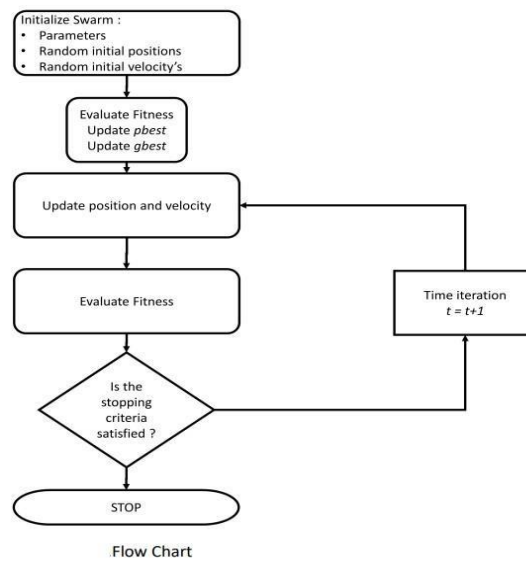 Initialize Swarm :
• Parameters
• Random initial positions
• Random initial velocity's
Evaluate Fitness
Update pbest
Update gbest
Update position and velocity
Evaluate Fitness
Time iteration
t = t+1
Is the
stopping
criteria
satisfied ?
STOP
Flow Chart